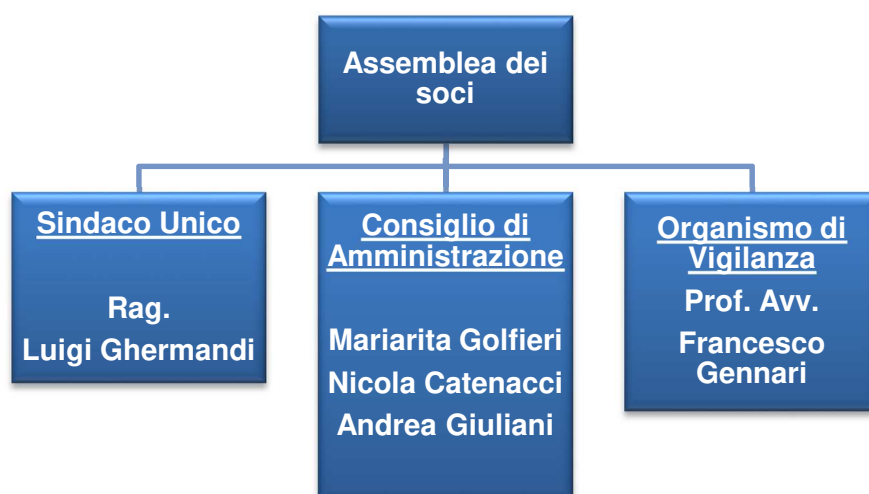 Assemblea dei
soci
Sindaco Unico
Rag.
Luigi Ghermandi
Consiglio di
Amministrazione
Mariarita Golfieri
Nicola Catenacci
Andrea Giuliani
Organismo di
Vigilanza
Prof. Avv.
Francesco
Gennari